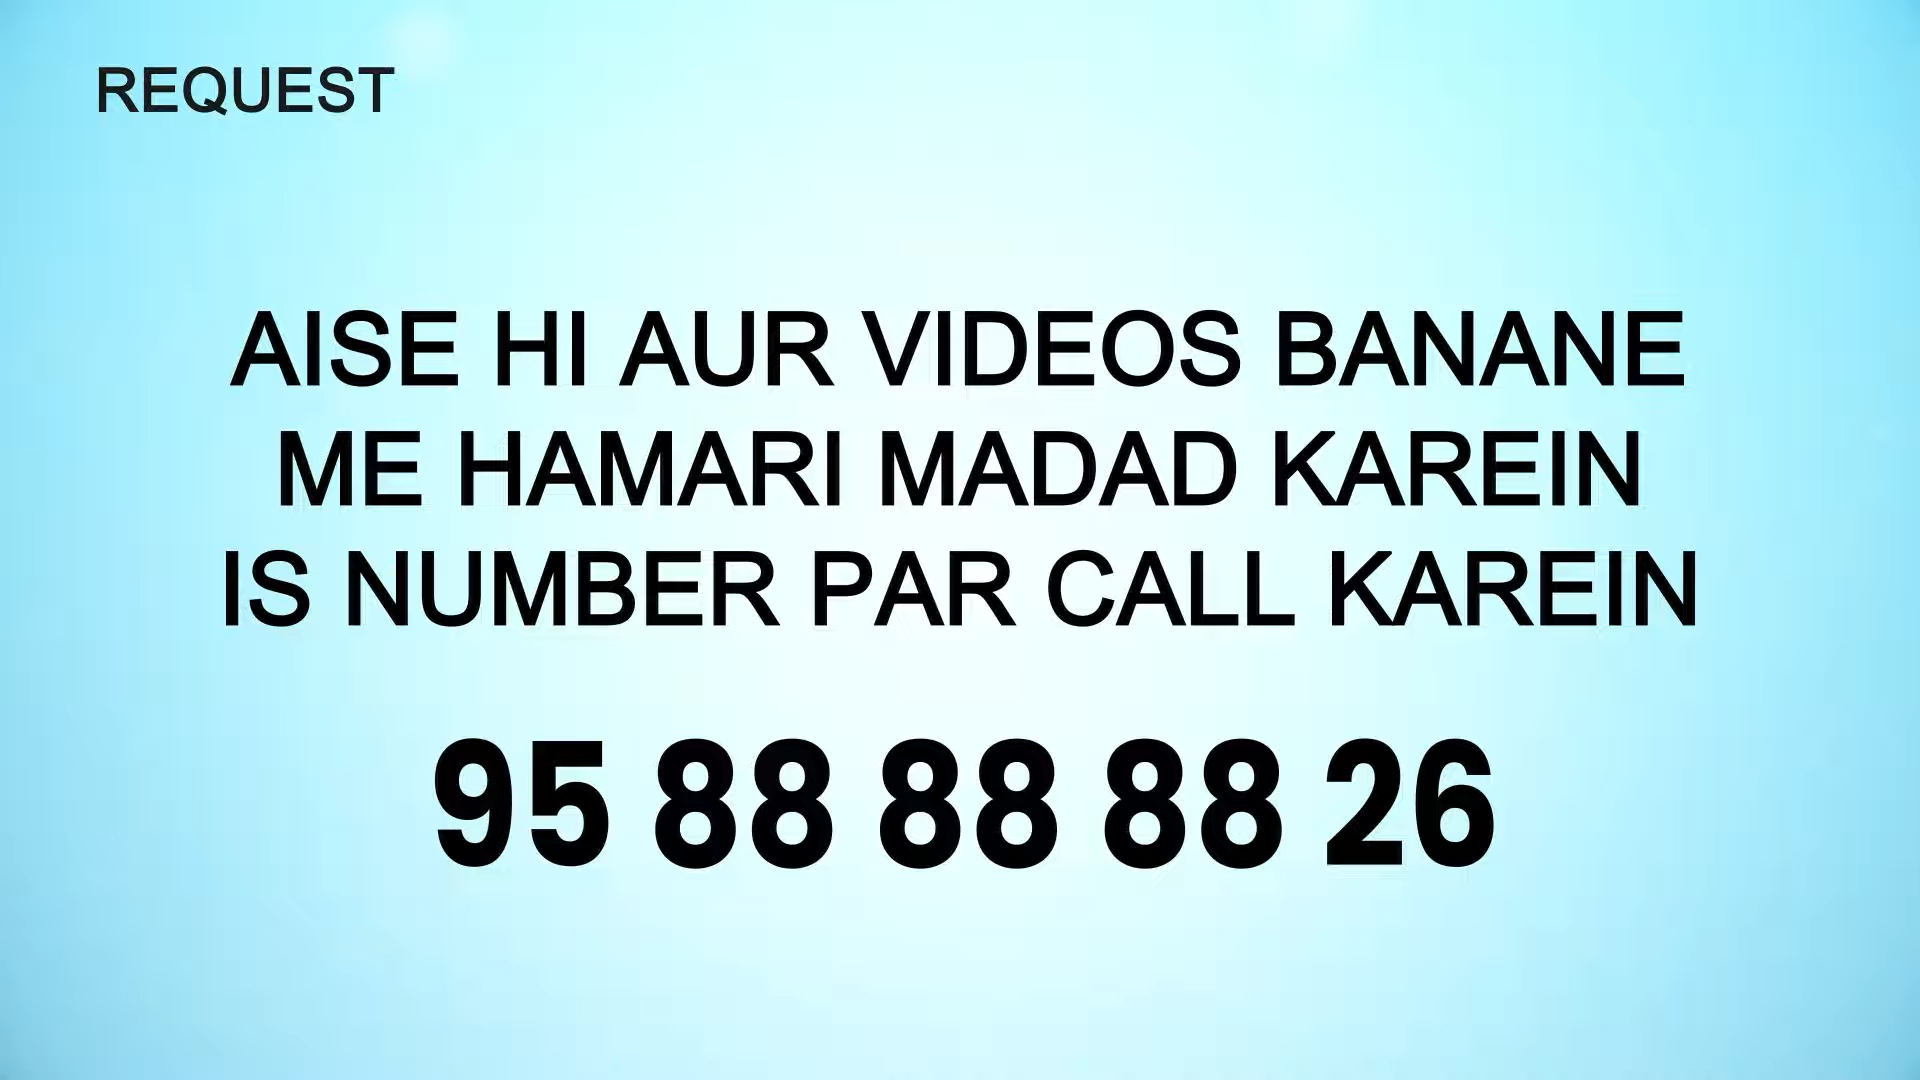 REQUEST
AISE HI AUR VIDEOS BANANE
ME HAMARI MADAD KAREIN
IS NUMBER PAR CALL KAREIN
95 88 88 88 26